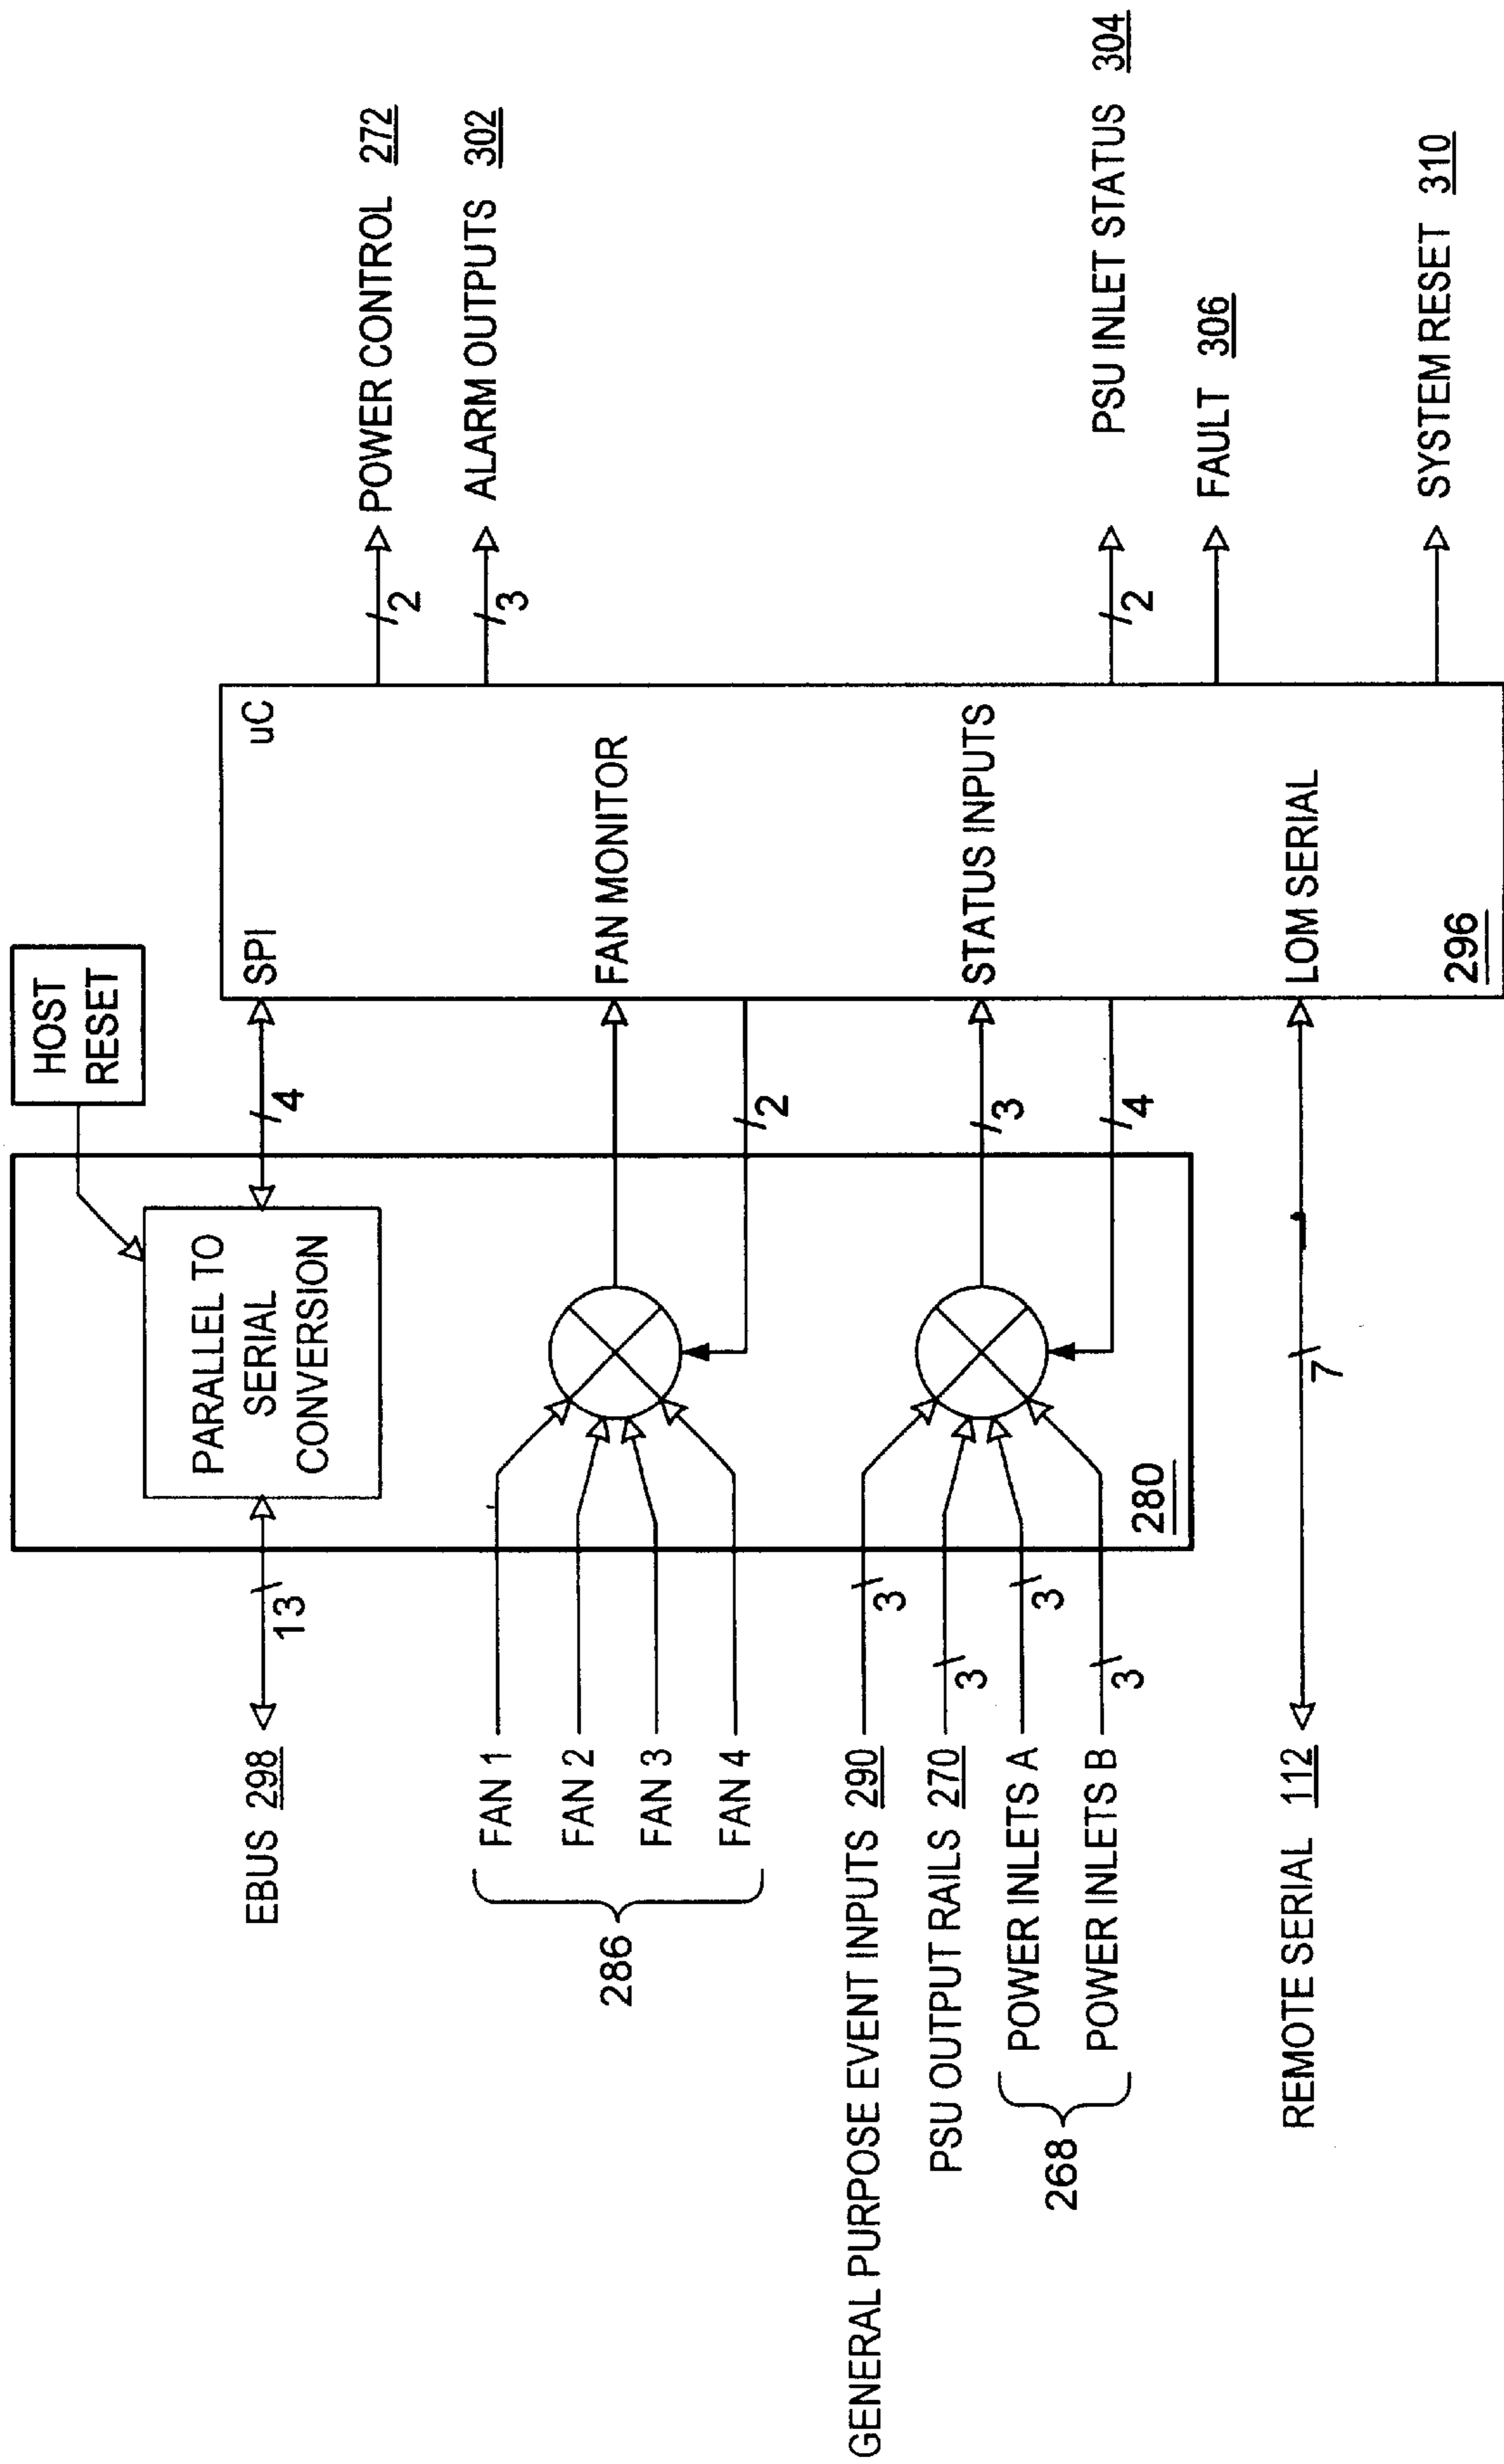 HOST
RESET
EBUS 298
13
PARALLEL TO
SERIAL
CONVERSION
4
SPI
uC
2
POWER CONTROL 272
3
ALARM OUTPUTS 302
286
FAN 1
FAN 2
FAN 3
FAN 4
FAN MONITOR
2
GENERAL PURPOSE EVENT INPUTS 290
3
PSU OUTPUT RAILS 270
3
268
POWER INLETS A
3
POWER INLETS B
3
3
STATUS INPUTS
4
280
2
PSU INLET STATUS 304
FAULT 306
REMOTE SERIAL 112
7
LOM SERIAL
296
SYSTEM RESET 310